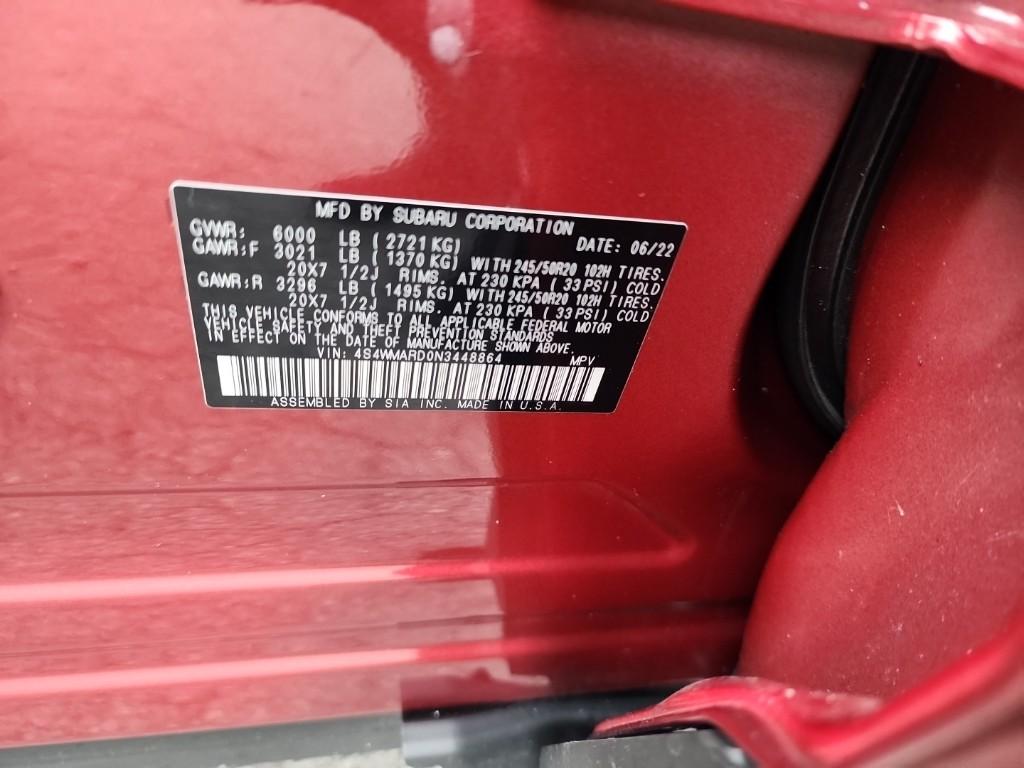 MFD BY SUBARU CORPORATION
GVWR: 6000 LB (2721 KG) DATE: 06/22
GAWR:F 3021 LB (1370 KG) WITH 245/50R20 102H TIRES.
20X7 1/2J RIMS. AT 230 KPA (33 PSI) COLD
GAWR:R 3296 LB (1495 KG) WITH 245/50R20 102H TIRES.
20X7 1/2J RIMS. AT 230 KPA (33 PSI) COLD
THIS VEHICLE CONFORMS TO ALL APPLICABLE FEDERAL MOTOR
VEHICLE SAFETY AND THEFT PREVENTION STANDARDS
IN EFFECT ON THE DATE OF MANUFACTURE SHOWN ABOVE.
VIN: 4S4WMARD0N3448864 MPV
ASSEMBLED BY SIA INC. MADE IN U.S.A.